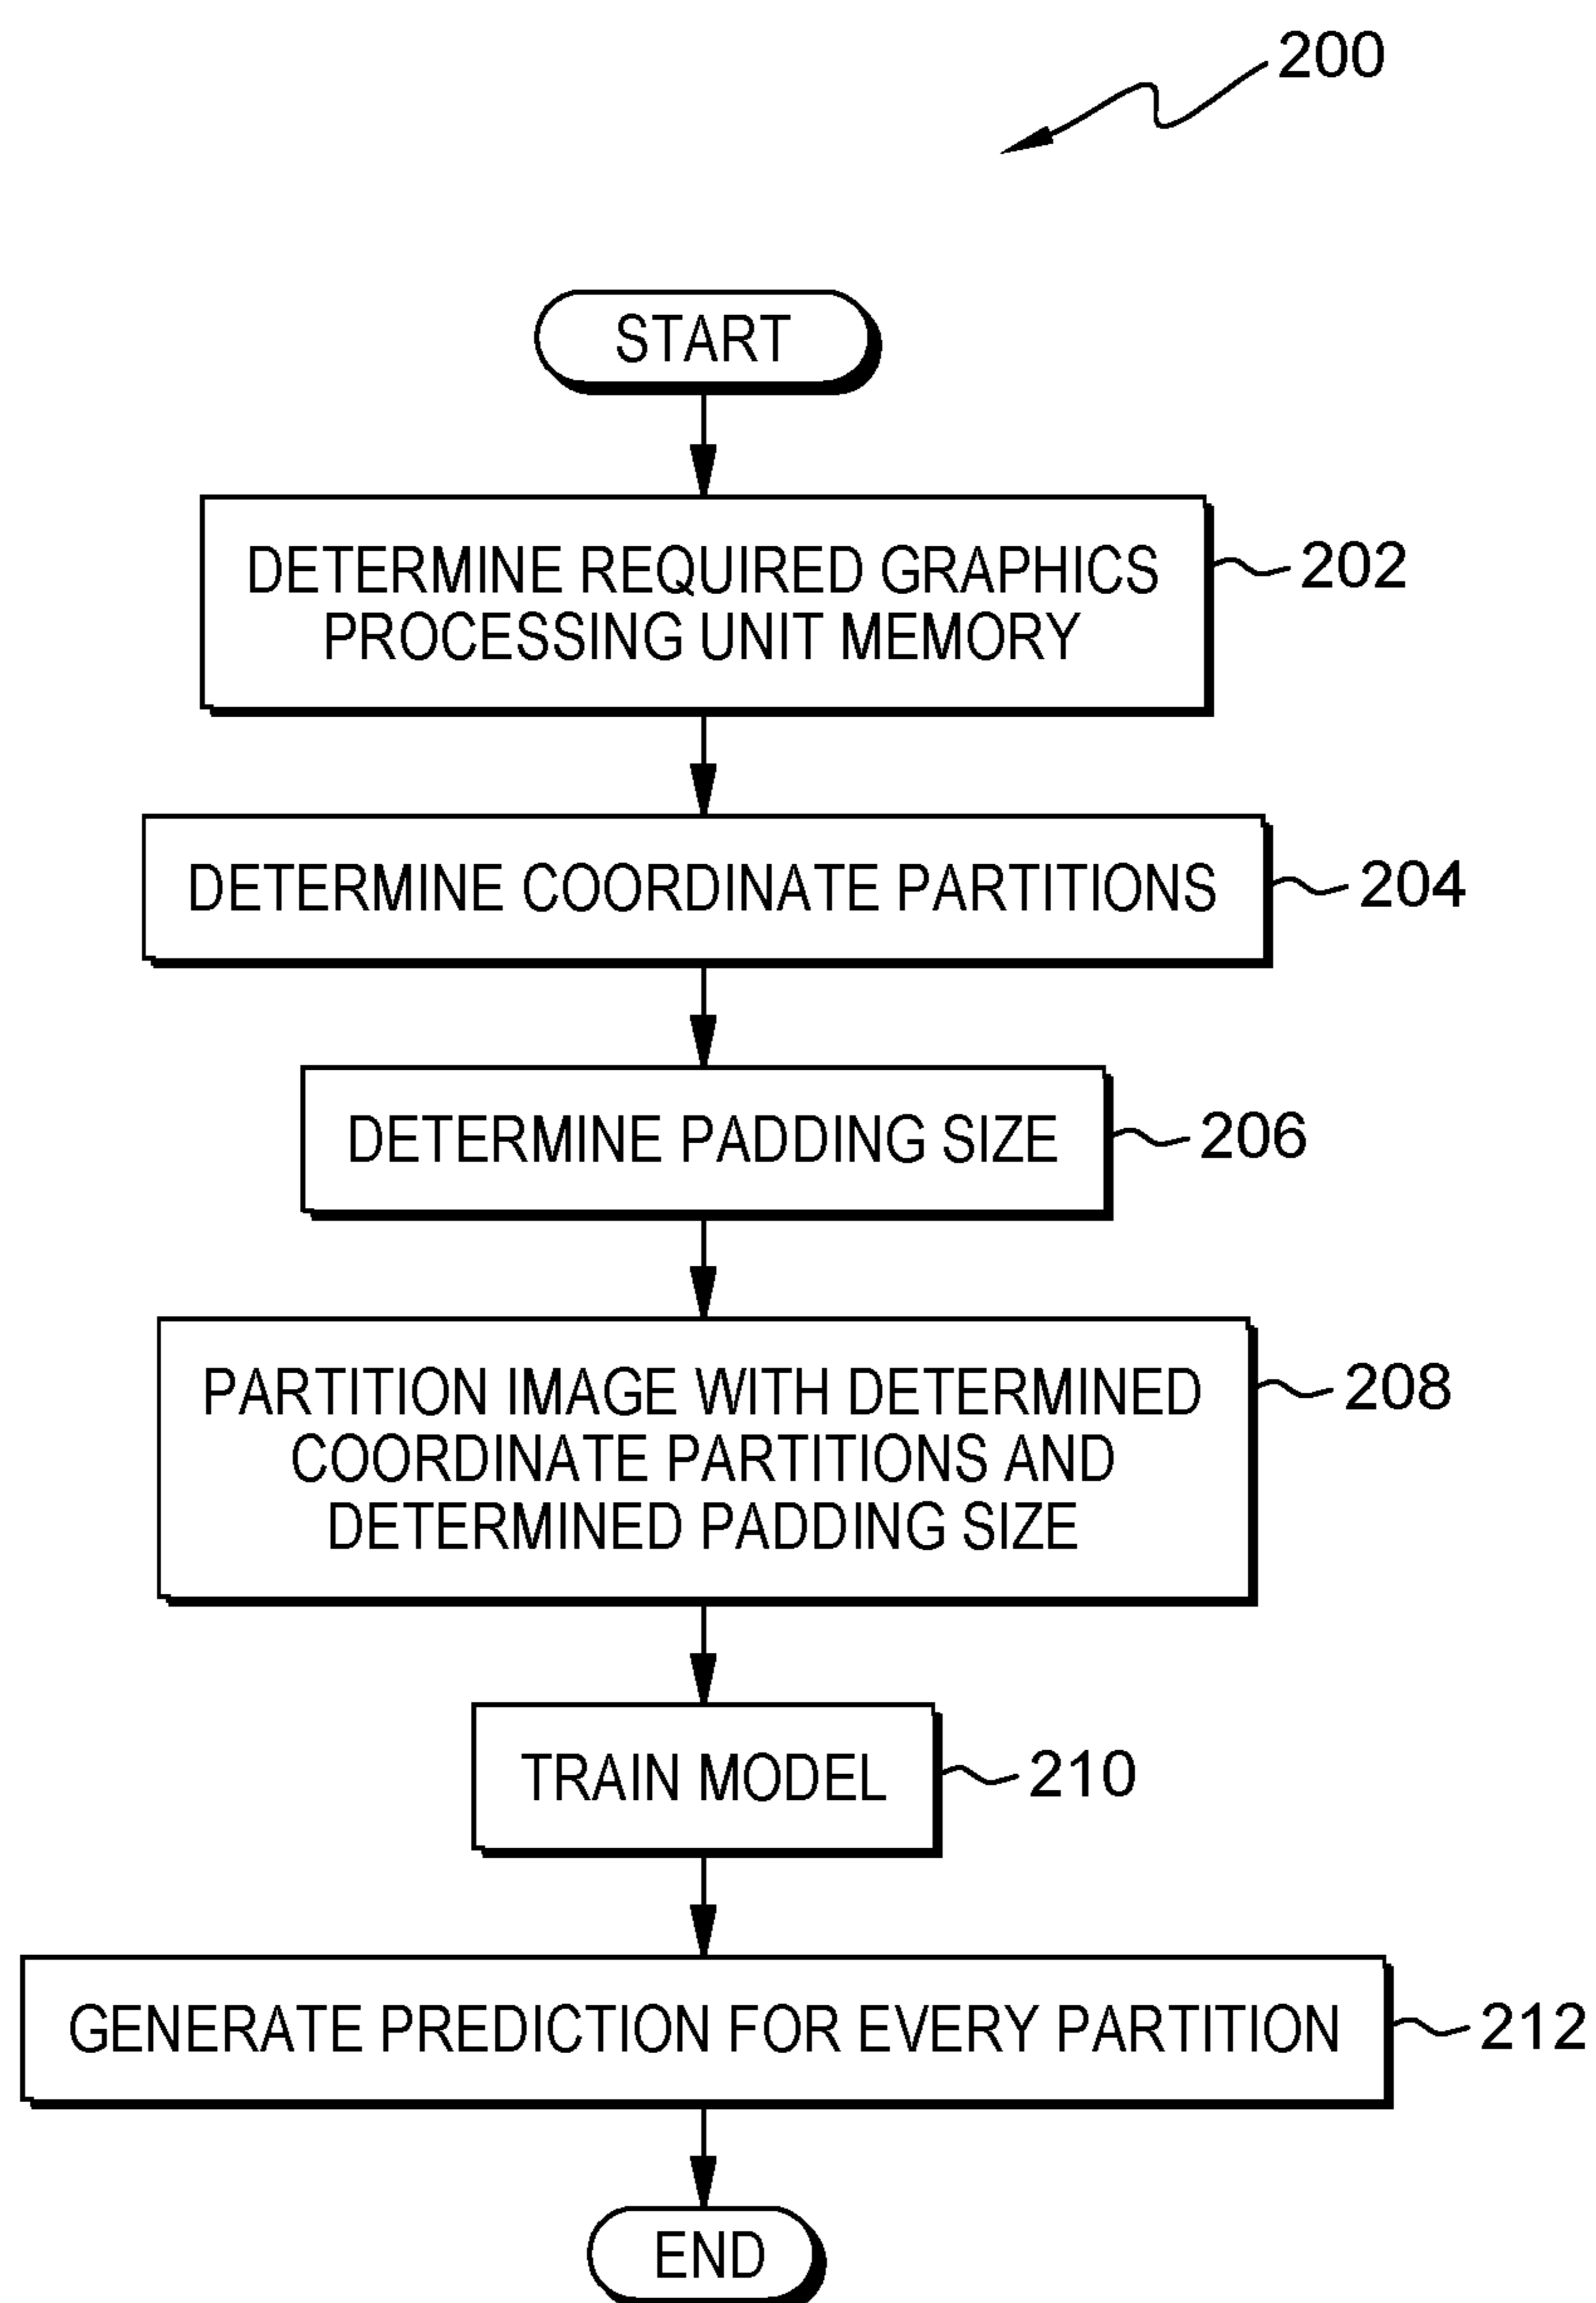 200
START
DETERMINE REQUIRED GRAPHICS
PROCESSING UNIT MEMORY
202
DETERMINE COORDINATE PARTITIONS
204
DETERMINE PADDING SIZE
206
PARTITION IMAGE WITH DETERMINED
COORDINATE PARTITIONS AND
DETERMINED PADDING SIZE
208
TRAIN MODEL
210
GENERATE PREDICTION FOR EVERY PARTITION
212
END